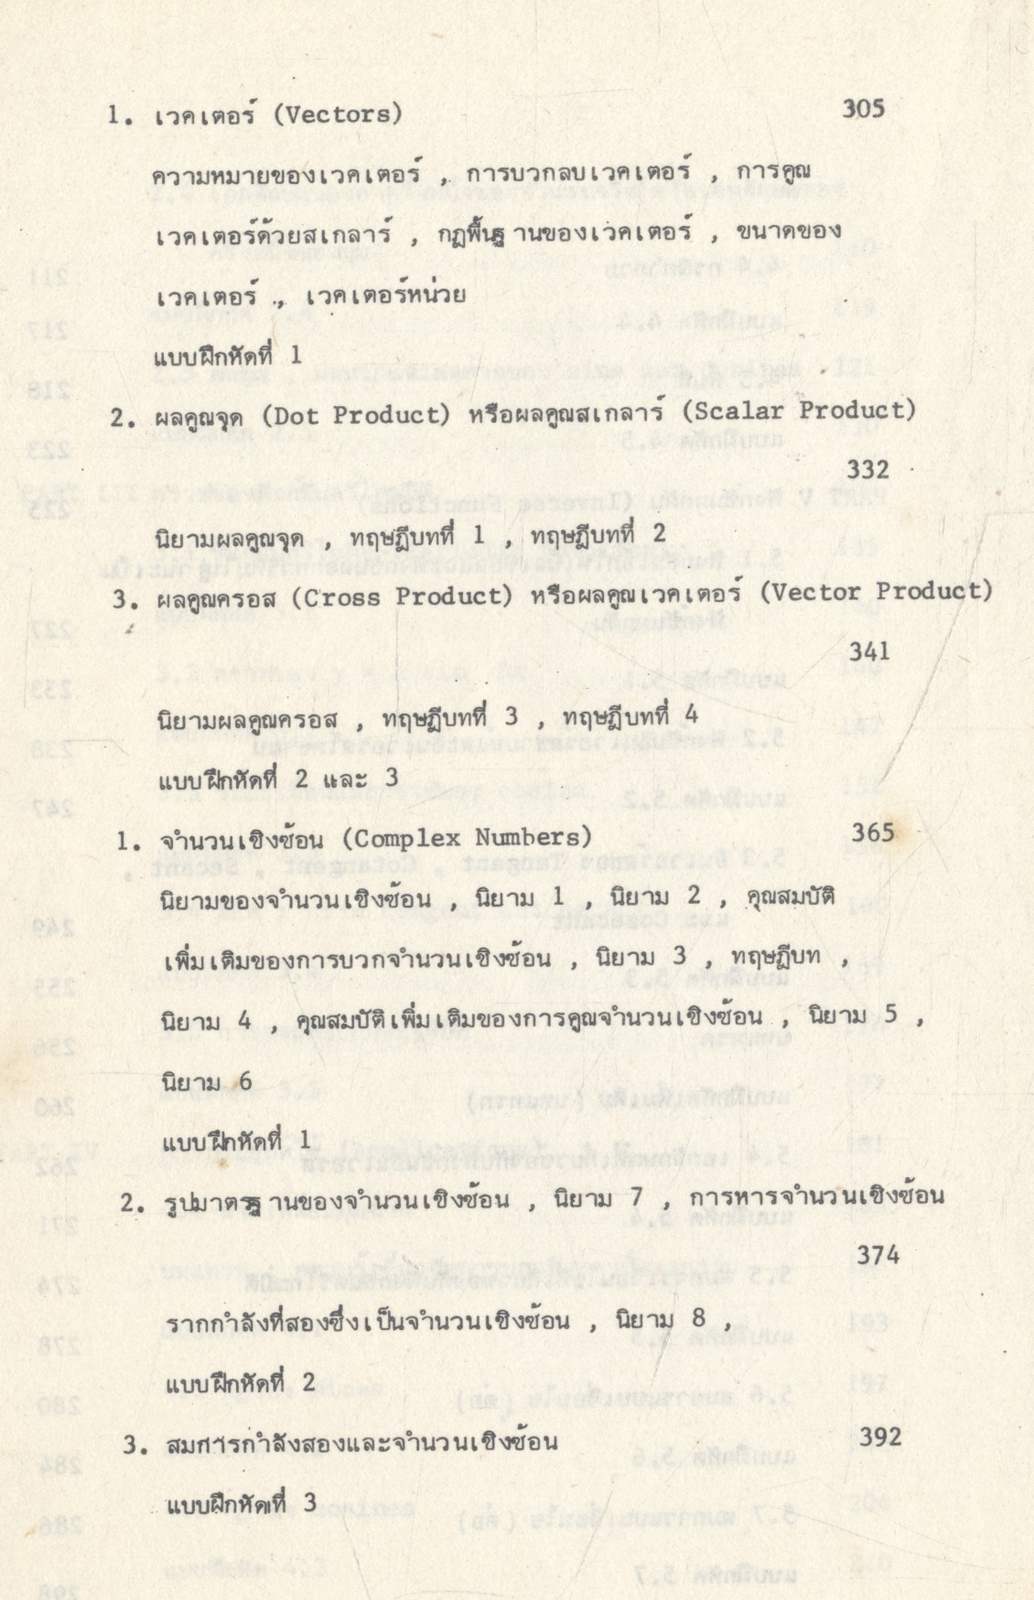 1. เวคเตอร์ (Vectors) 305
ความหมายของเวคเตอร์ , การบวกลบเวคเตอร์ , การคูณ
เวคเตอร์ด้วยสเกลาร์ , กฎพื้นฐานของเวคเตอร์ , ขนาดของ
เวคเตอร์ , เวคเตอร์หน่วย
แบบฝึกหัดที่ 1
2. ผลคูณจุด (Dot Product) หรือผลคูณสเกลาร์ (Scalar Product)
332
นิยามผลคูณจุด , ทฤษฎีบทที่ 1 , ทฤษฎีบทที่ 2
3. ผลคูณครอส (Cross Product) หรือผลคูณเวคเตอร์ (Vector Product)
341
นิยามผลคูณครอส , ทฤษฎีบทที่ 3 , ทฤษฎีบทที่ 4
แบบฝึกหัดที่ 2 และ 3
1. จำนวนเชิงซ้อน (Complex Numbers) 365
นิยามของจำนวนเชิงซ้อน , นิยาม 1 , นิยาม 2 , คุณสมบัติ
เพิ่มเติมของการบวกจำนวนเชิงซ้อน , นิยาม 3 , ทฤษฎีบท ,
นิยาม 4 , คุณสมบัติเพิ่มเติมของการคูณจำนวนเชิงซ้อน , นิยาม 5 ,
นิยาม 6
แบบฝึกหัดที่ 1
2. รูปมาตรฐานของจำนวนเชิงซ้อน , นิยาม 7 , การหารจำนวนเชิงซ้อน
374
รากกำลังที่สองซึ่งเป็นจำนวนเชิงซ้อน , นิยาม 8 ,
แบบฝึกหัดที่ 2
3. สมการกำลังสองและจำนวนเชิงซ้อน 392
แบบฝึกหัดที่ 3